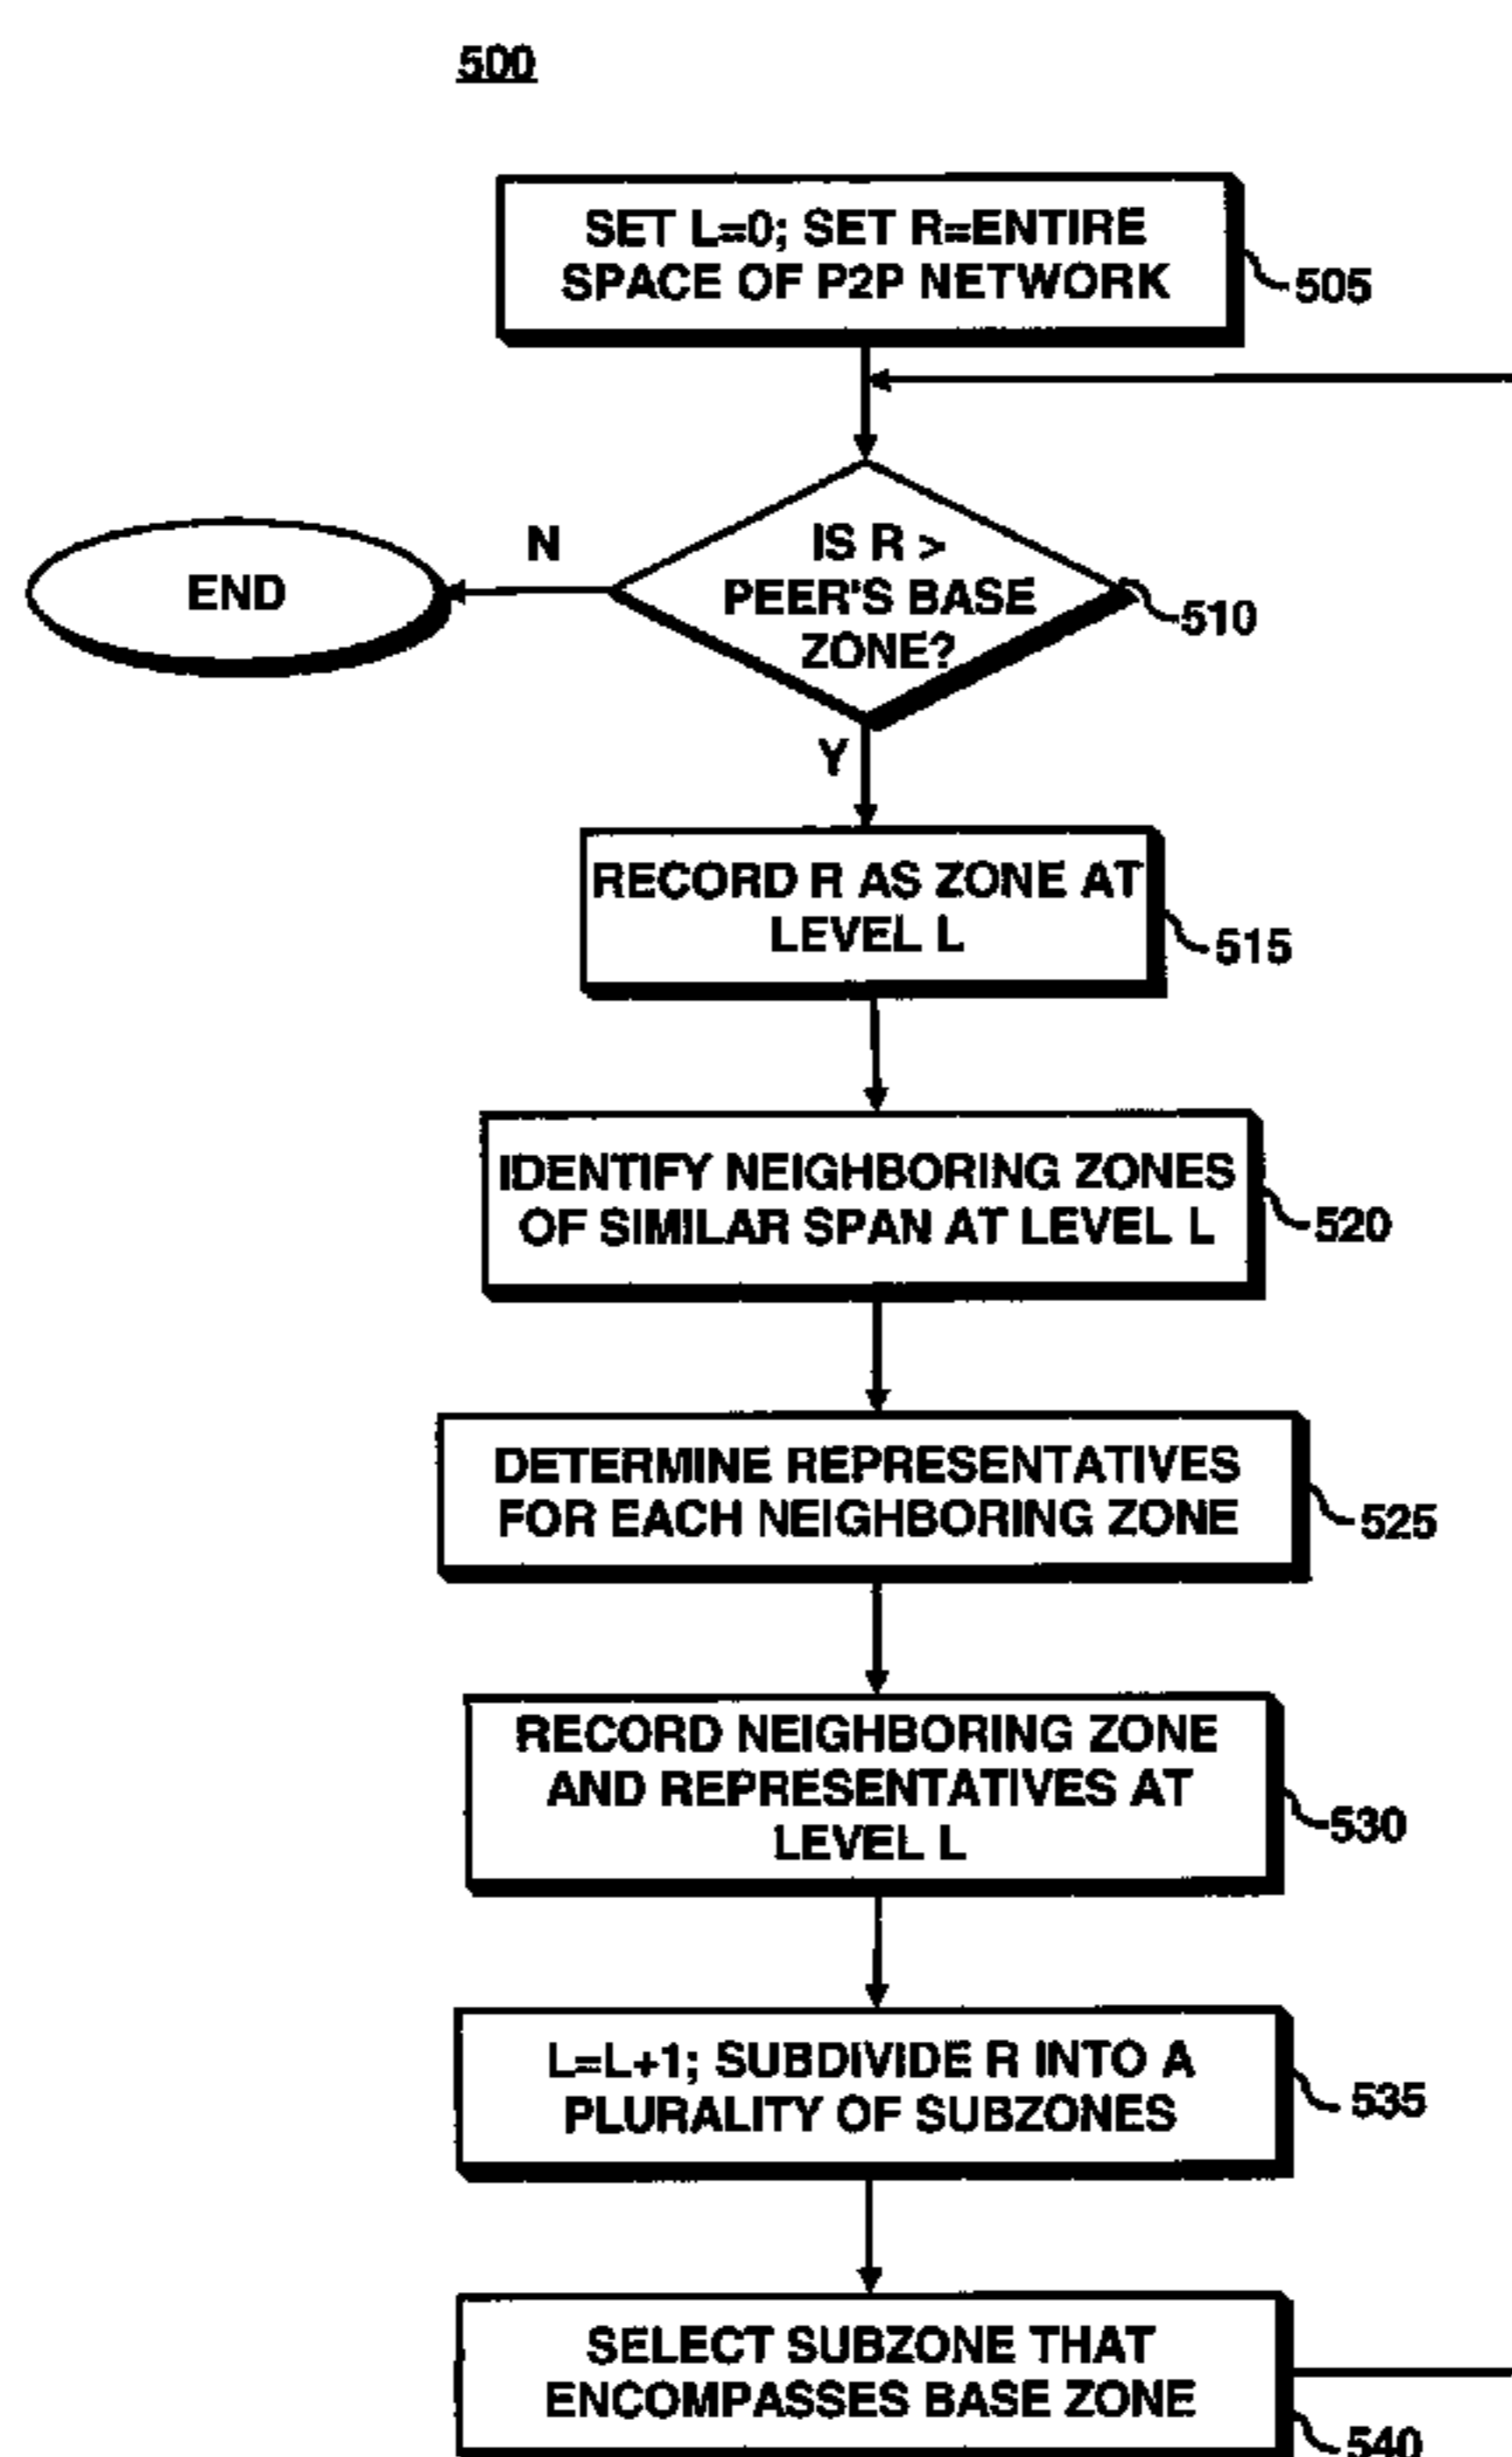 500
SET L=0; SET R=ENTIRE
SPACE OF P2P NETWORK
505
IS R >
PEER'S BASE
ZONE?
510
N
END
Y
RECORD R AS ZONE AT
LEVEL L
515
IDENTIFY NEIGHBORING ZONES
OF SIMILAR SPAN AT LEVEL L
520
DETERMINE REPRESENTATIVES
FOR EACH NEIGHBORING ZONE
525
RECORD NEIGHBORING ZONE
AND REPRESENTATIVES AT
LEVEL L
530
L=L+1; SUBDIVIDE R INTO A
PLURALITY OF SUBZONES
535
SELECT SUBZONE THAT
ENCOMPASSES BASE ZONE
540